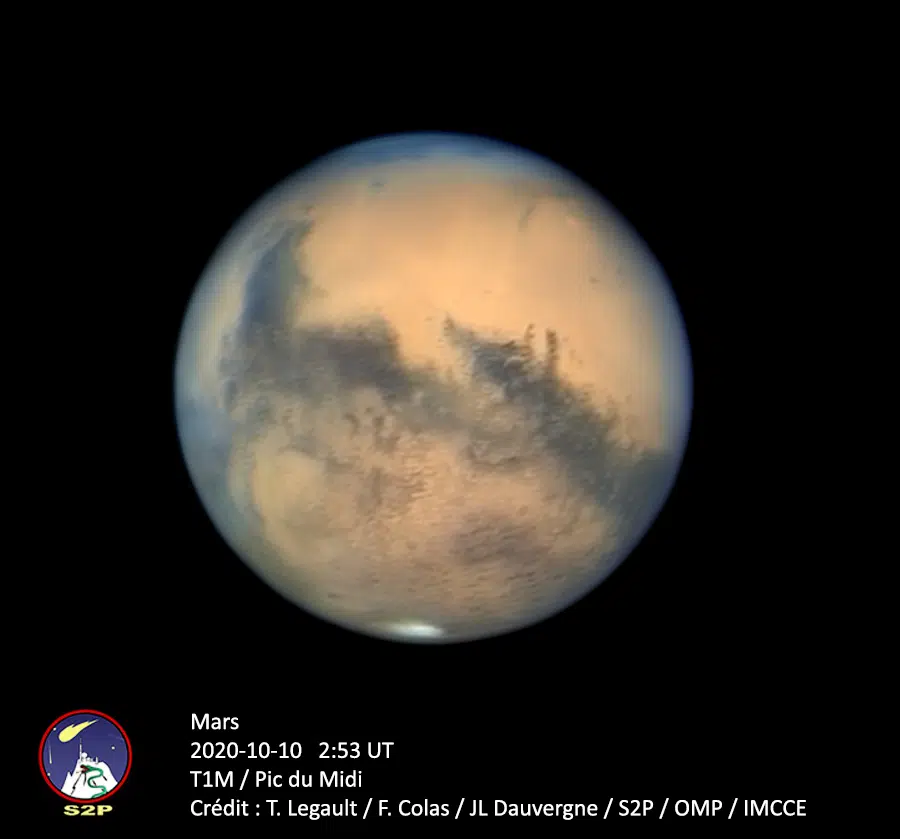 Mars
2020-10-10 2:53 UT
T1M / Pic du Midi
Crédit : T. Legault / F. Colas / JL Dauvergne / S2P / OMP / IMCCE
S2P